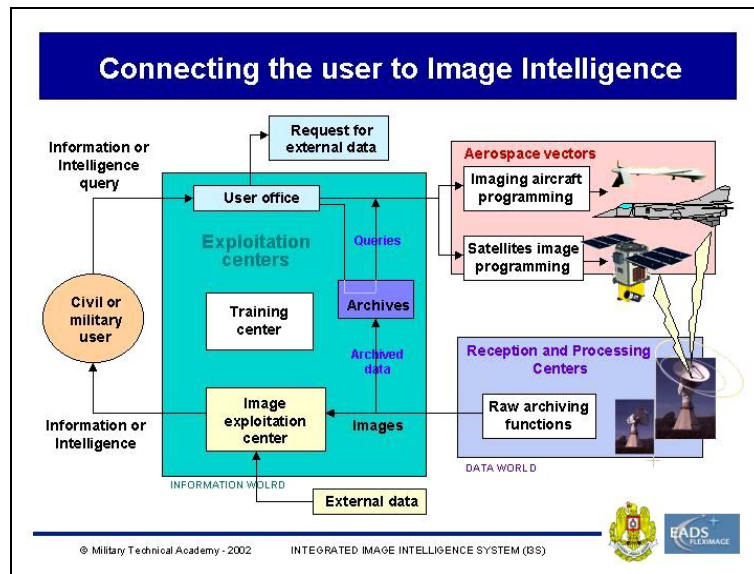 Connecting the user to Image Intelligence
Information or
Intelligence
query
Request for
external data
User office
Exploitation
centers
Queries
Aerospace vectors
Imaging aircraft
programming
Satellites image
programming
Civil or
military
user
Training
center
Archives
Archived
data
Reception and Processing
Centers
Raw archiving
functions
Information or
Intelligence
Image
exploitation
center
Images
INFORMATION WOLRD
DATA WORLD
External data
© Military Technical Academy - 2002
INTEGRATED IMAGE INTELLIGENCE SYSTEM (I3S)
EADS
FLEXIMAGE